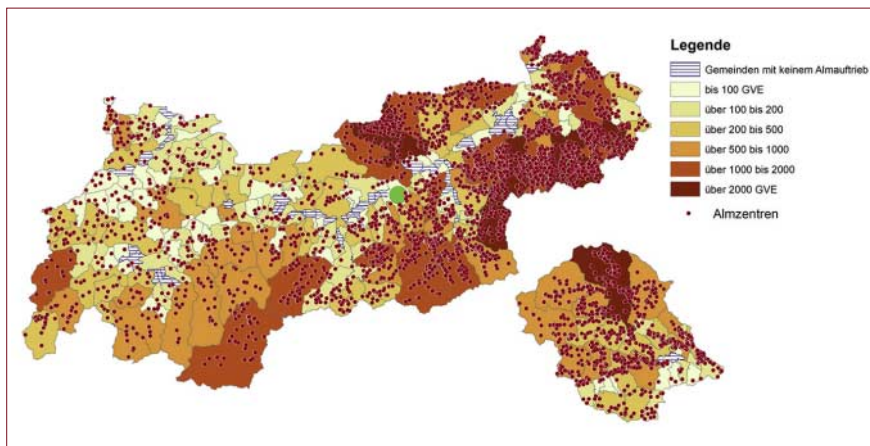 Legende
Gemeinden mit keinem Almauftrieb
bis 100 GVE
über 100 bis 200
über 200 bis 500
über 500 bis 1000
über 1000 bis 2000
über 2000 GVE
Almzentren